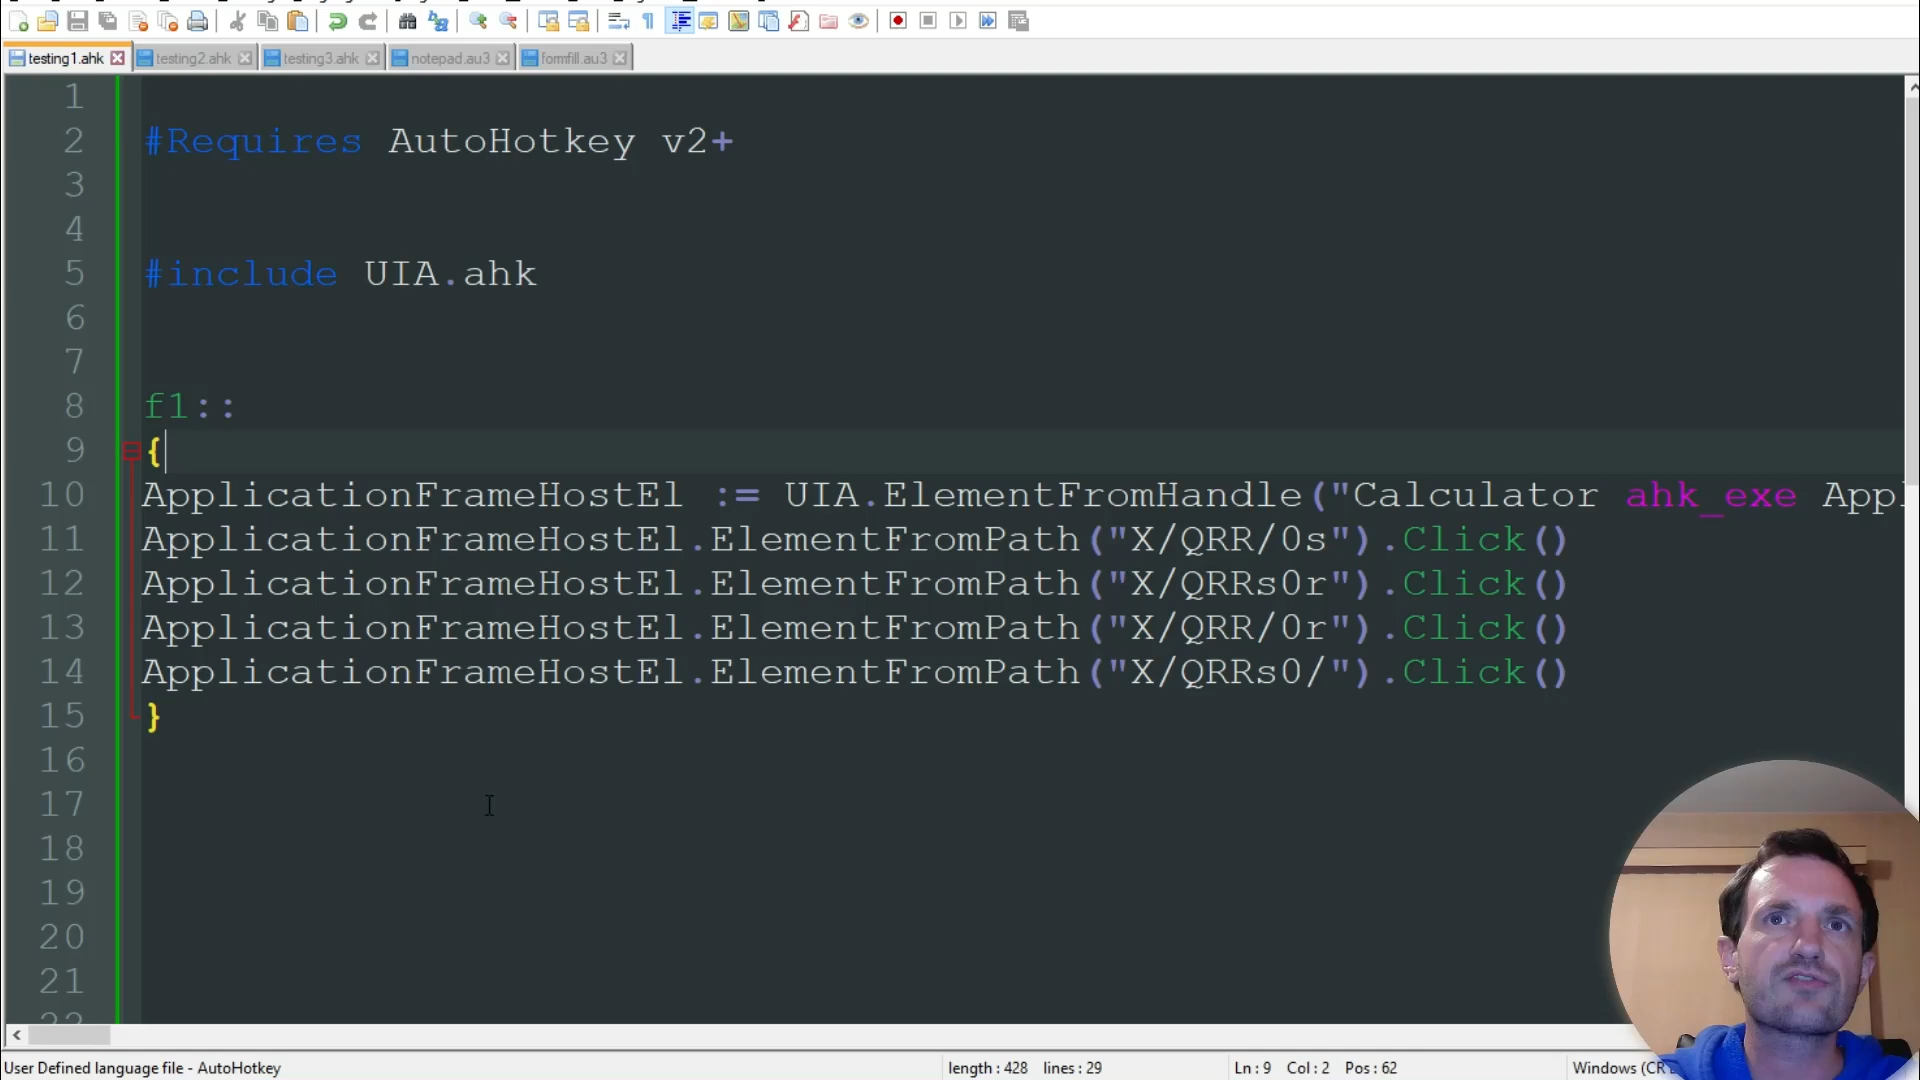 testing1.ahk testing2.ahk testing3.ahk notepad.au3 formfill.au3
1
2 #Requires AutoHotkey v2+
3
4
5 #include UIA.ahk
6
7
8 f1::
9 {
10 ApplicationFrameHostEl := UIA.ElementFromHandle("Calculator ahk_exe Appl
11 ApplicationFrameHostEl.ElementFromPath("X/QRR/0s").Click()
12 ApplicationFrameHostEl.ElementFromPath("X/QRRs0r").Click()
13 ApplicationFrameHostEl.ElementFromPath("X/QRR/0r").Click()
14 ApplicationFrameHostEl.ElementFromPath("X/QRRs0/").Click()
15 }
16
17
18
19
20
21
22
User Defined language file - AutoHotkey length : 428 lines : 29 Ln : 9 Col : 2 Pos : 62 Windows (CR